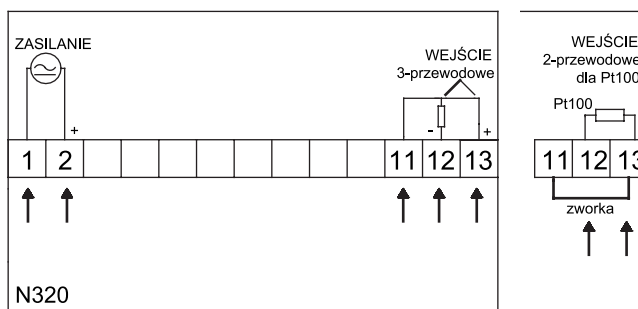 ZASILANIE
+
1 2 11 12 13
WEJŚCIE
3-przewodowe
- +
N320
WEJŚCIE
2-przewodowe
dla Pt100
Pt100
11 12 13
zworka